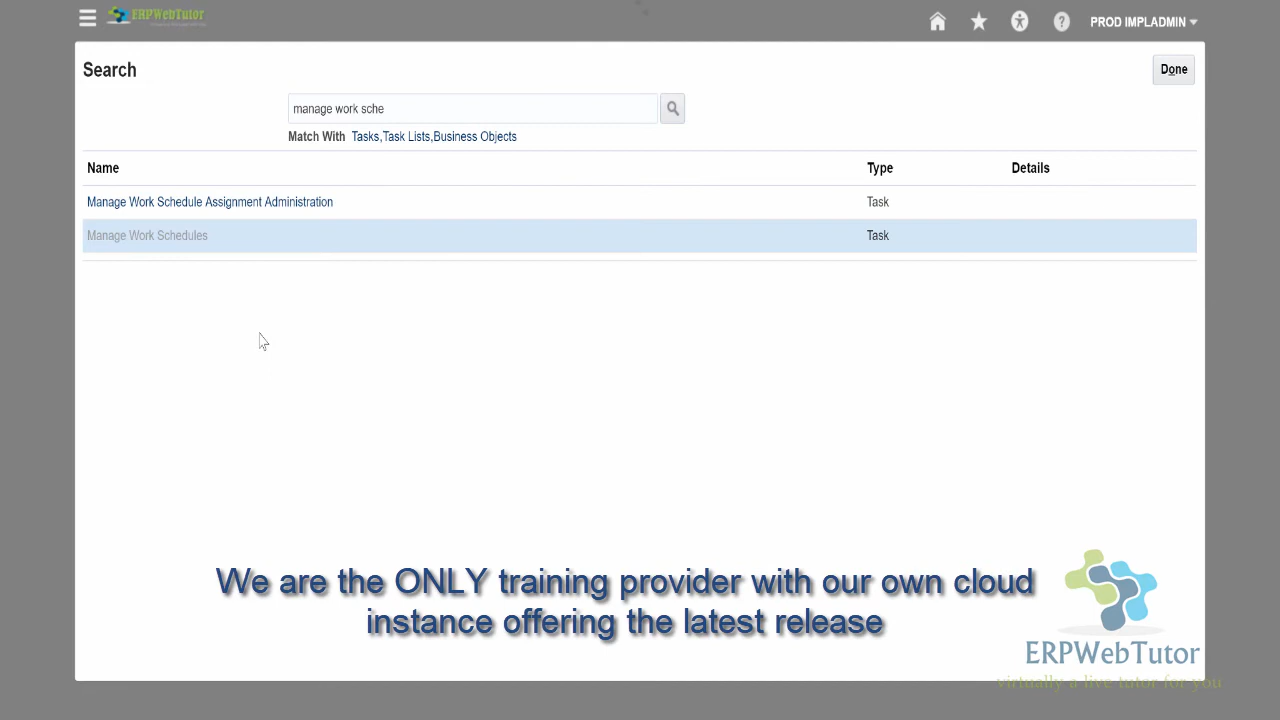 ERPWebTutor
PROD IMPLADMIN
Search
Done
manage work sche
Match With Tasks,Task Lists,Business Objects
Name Type Details
Manage Work Schedule Assignment Administration Task
Manage Work Schedules Task
We are the ONLY training provider with our own cloud
instance offering the latest release
ERPWebTutor
virtually a live tutor for you